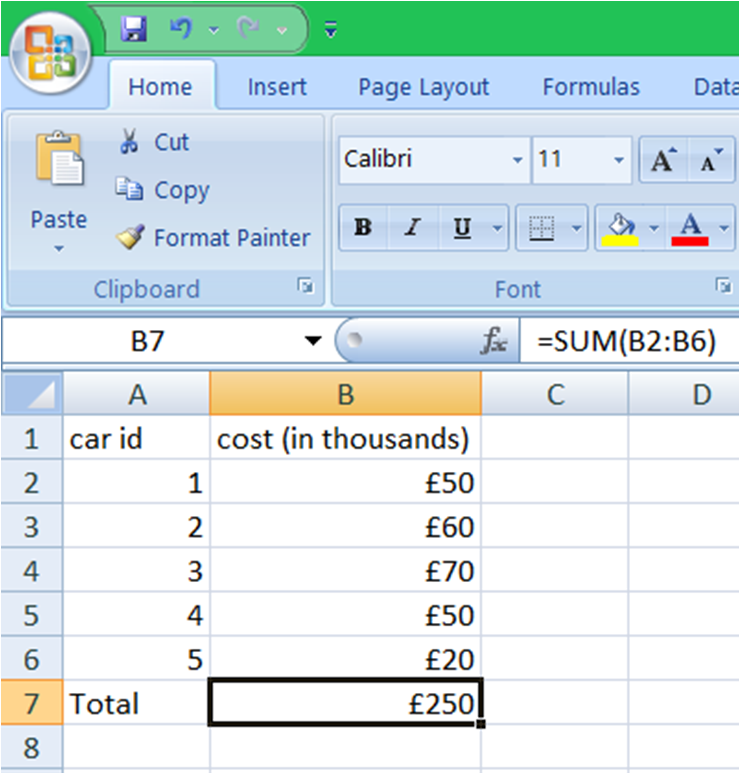 Home Insert Page Layout Formulas Data
Cut
Copy
Paste
Format Painter
Clipboard
Calibri 11 A A
B I U A
Font
B7 fx =SUM(B2:B6)
A B C D
1 car id cost (in thousands)
2 1 £50
3 2 £60
4 3 £70
5 4 £50
6 5 £20
7 Total £250
8